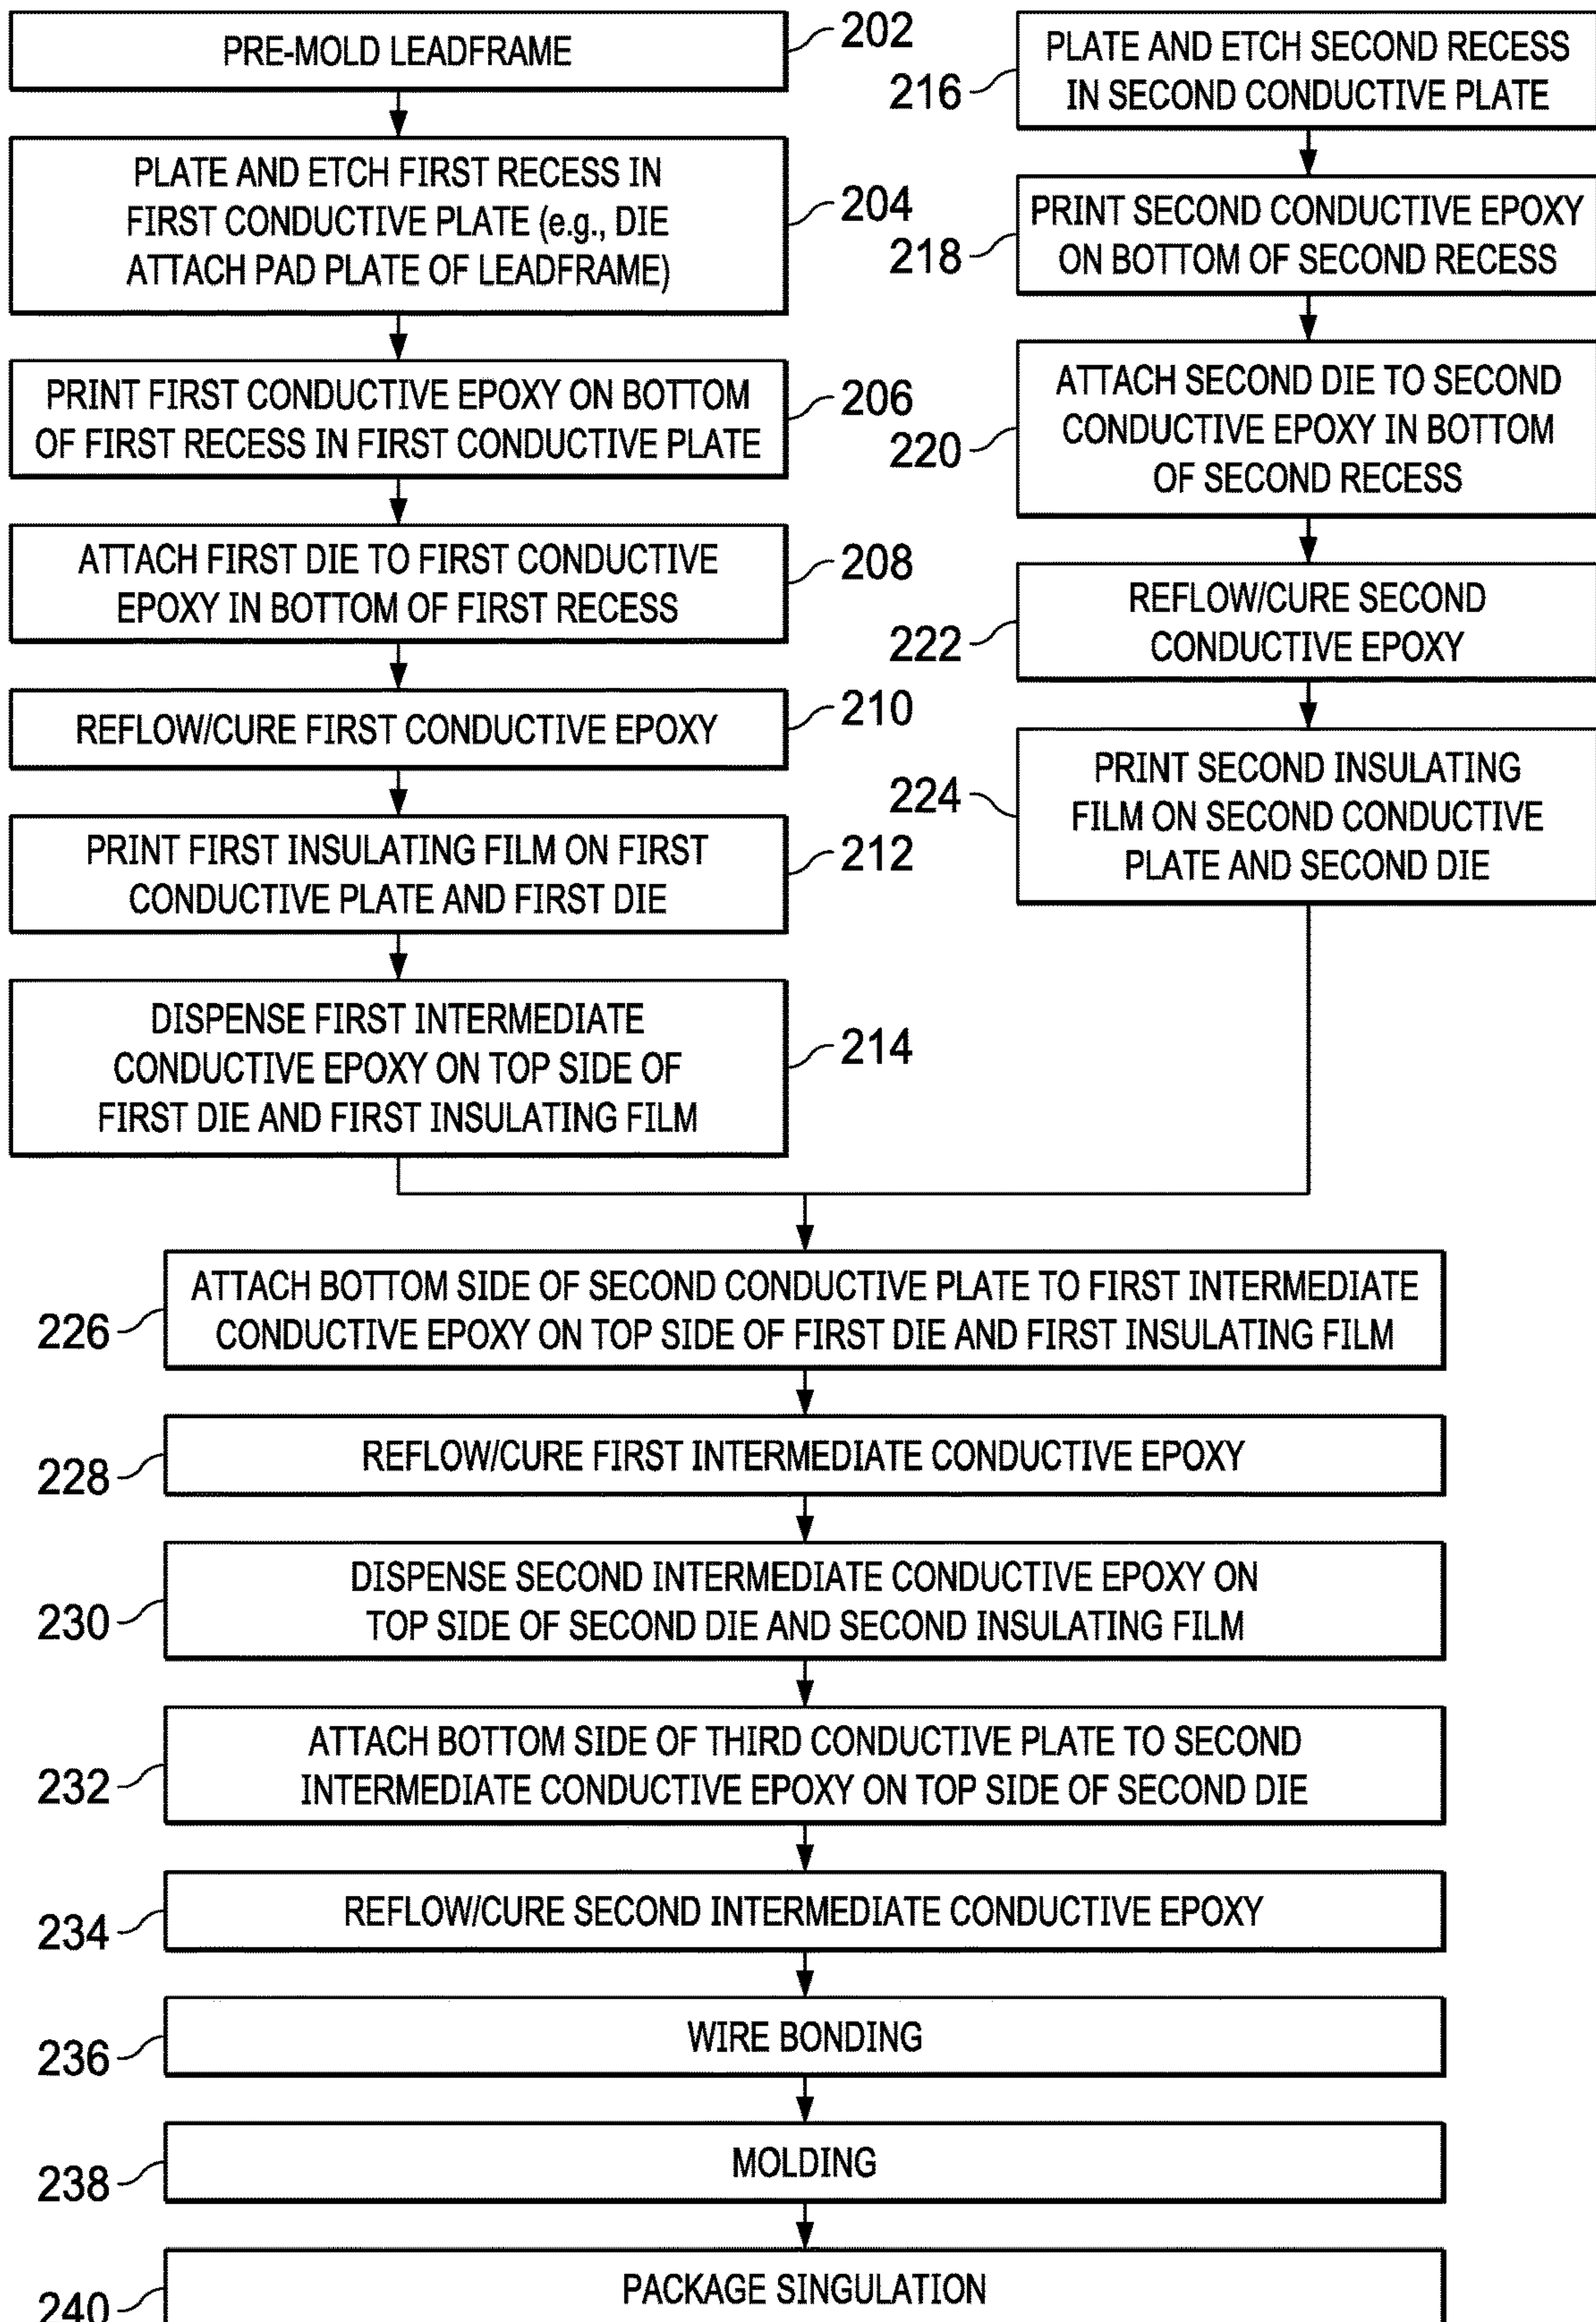 PRE-MOLD LEADFRAME
202
PLATE AND ETCH FIRST RECESS IN
FIRST CONDUCTIVE PLATE (e.g., DIE
ATTACH PAD PLATE OF LEADFRAME)
204
PRINT FIRST CONDUCTIVE EPOXY ON BOTTOM
OF FIRST RECESS IN FIRST CONDUCTIVE PLATE
206
ATTACH FIRST DIE TO FIRST CONDUCTIVE
EPOXY IN BOTTOM OF FIRST RECESS
208
REFLOW/CURE FIRST CONDUCTIVE EPOXY
210
PRINT FIRST INSULATING FILM ON FIRST
CONDUCTIVE PLATE AND FIRST DIE
212
DISPENSE FIRST INTERMEDIATE
CONDUCTIVE EPOXY ON TOP SIDE OF
FIRST DIE AND FIRST INSULATING FILM
214
PLATE AND ETCH SECOND RECESS
IN SECOND CONDUCTIVE PLATE
216
PRINT SECOND CONDUCTIVE EPOXY
ON BOTTOM OF SECOND RECESS
218
ATTACH SECOND DIE TO SECOND
CONDUCTIVE EPOXY IN BOTTOM
OF SECOND RECESS
220
REFLOW/CURE SECOND
CONDUCTIVE EPOXY
222
PRINT SECOND INSULATING
FILM ON SECOND CONDUCTIVE
PLATE AND SECOND DIE
224
ATTACH BOTTOM SIDE OF SECOND CONDUCTIVE PLATE TO FIRST INTERMEDIATE
CONDUCTIVE EPOXY ON TOP SIDE OF FIRST DIE AND FIRST INSULATING FILM
226
REFLOW/CURE FIRST INTERMEDIATE CONDUCTIVE EPOXY
228
DISPENSE SECOND INTERMEDIATE CONDUCTIVE EPOXY ON
TOP SIDE OF SECOND DIE AND SECOND INSULATING FILM
230
ATTACH BOTTOM SIDE OF THIRD CONDUCTIVE PLATE TO SECOND
INTERMEDIATE CONDUCTIVE EPOXY ON TOP SIDE OF SECOND DIE
232
REFLOW/CURE SECOND INTERMEDIATE CONDUCTIVE EPOXY
234
WIRE BONDING
236
MOLDING
238
PACKAGE SINGULATION
240